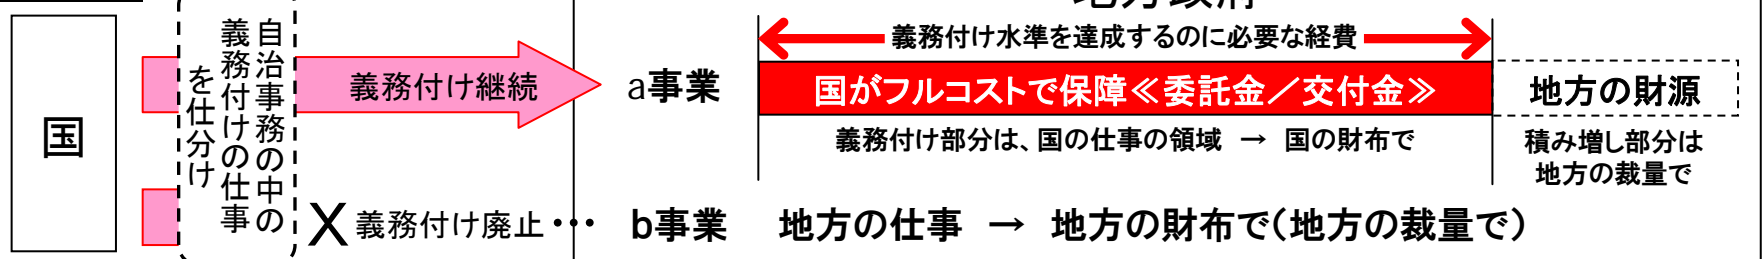 国
自治事務の中の
義務付けの仕事
を仕分け
義務付け継続
a事業
義務付け水準を達成するのに必要な経費
国がフルコストで保障≪委託金／交付金≫
地方の財源
義務付け部分は、国の仕事の領域 → 国の財布で
積み増し部分は
地方の裁量で
X 義務付け廃止・・・
b事業 地方の仕事 → 地方の財布で（地方の裁量で）